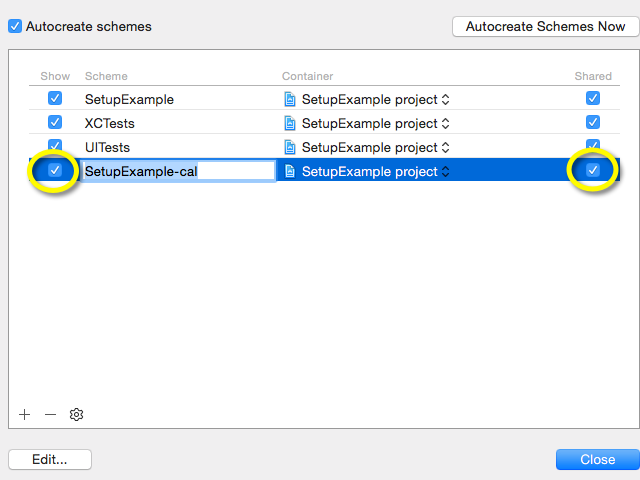 Autocreate schemes Autocreate Schemes Now
Show Scheme Container Shared
SetupExample SetupExample project
XCTests SetupExample project
UITests SetupExample project
SetupExample-cal SetupExample project
Edit... Close